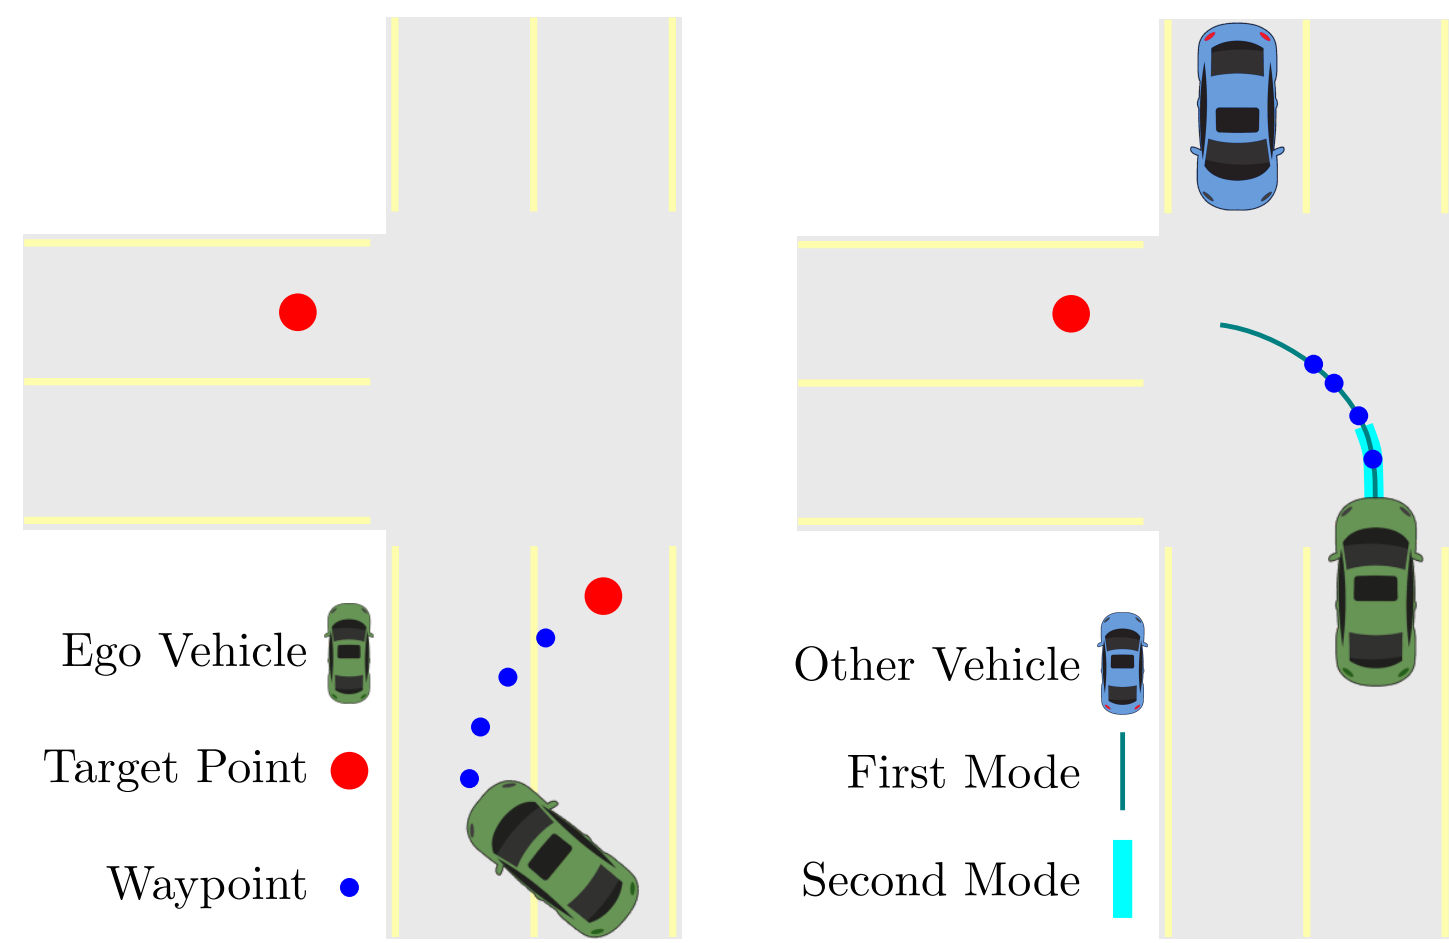 Ego Vehicle
Target Point
Waypoint
Other Vehicle
First Mode
Second Mode